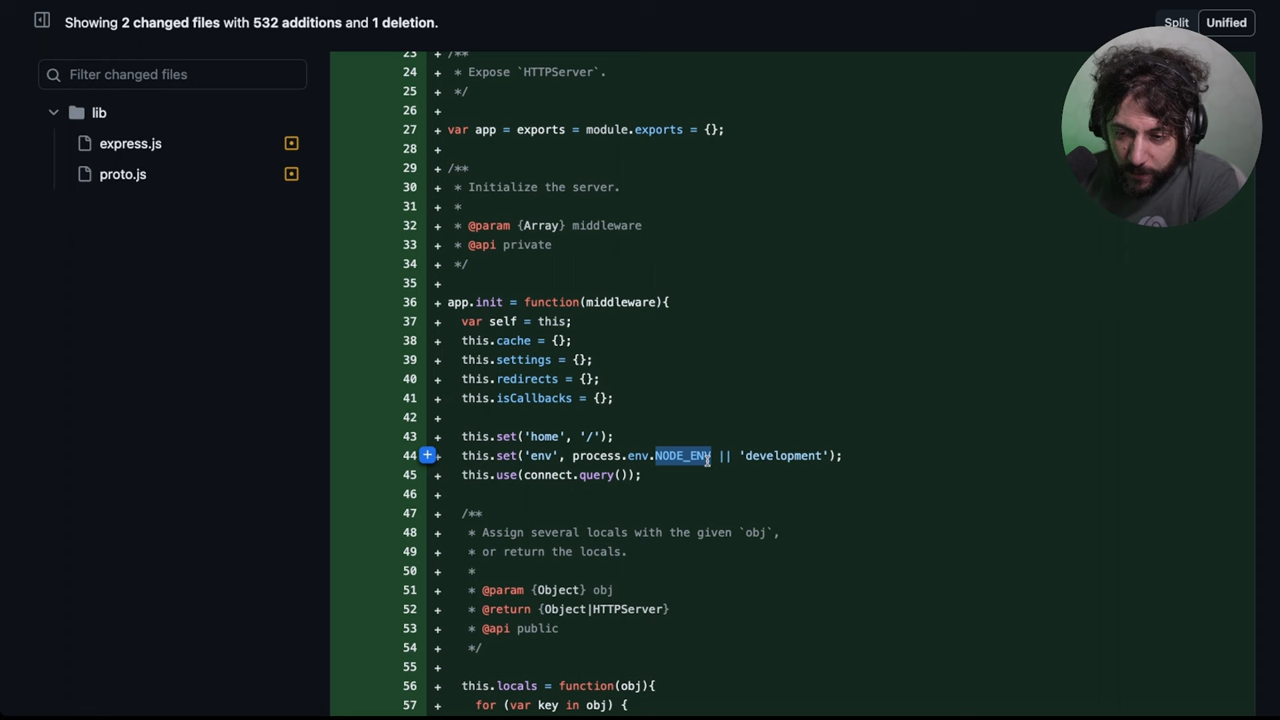 Showing 2 changed files with 532 additions and 1 deletion.
Split
Unified
Filter changed files
lib
express.js
proto.js
23 + /**
24 + * Expose `HTTPServer`.
25 + */
26 +
27 + var app = exports = module.exports = {};
28 +
29 + /**
30 + * Initialize the server.
31 + *
32 + * @param {Array} middleware
33 + * @api private
34 + */
35 +
36 + app.init = function(middleware){
37 + var self = this;
38 + this.cache = {};
39 + this.settings = {};
40 + this.redirects = {};
41 + this.isCallbacks = {};
42 +
43 + this.set('home', '/');
44 + this.set('env', process.env.NODE_ENV || 'development');
45 + this.use(connect.query());
46 +
47 + /**
48 + * Assign several locals with the given `obj`,
49 + * or return the locals.
50 + *
51 + * @param {Object} obj
52 + * @return {Object|HTTPServer}
53 + * @api public
54 + */
55 +
56 + this.locals = function(obj){
57 + for (var key in obj) {